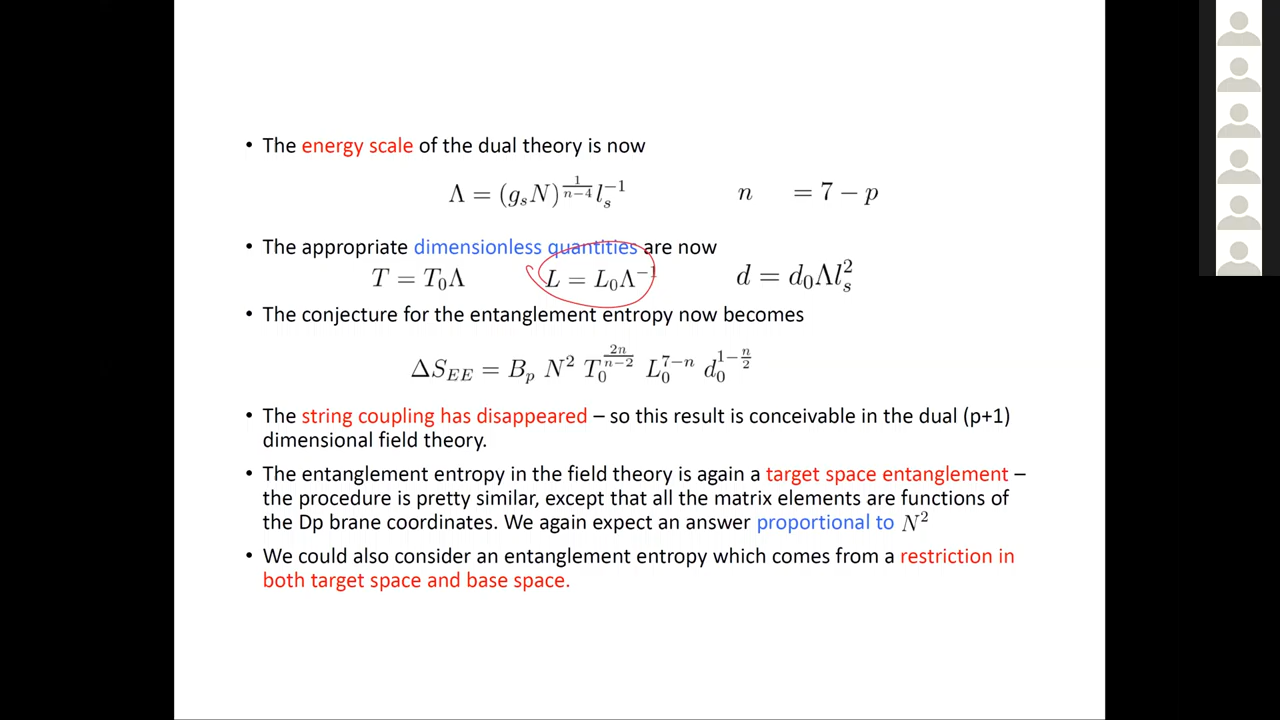 • The energy scale of the dual theory is now
Λ = (g_s N)^{\frac{1}{n-4}} l_s^{-1} n = 7 − p
• The appropriate dimensionless quantities are now
T = T_0Λ L = L_0Λ^{-1} d = d_0Λl_s^2
• The conjecture for the entanglement entropy now becomes
ΔS_{EE} = B_p N^2 T_0^{\frac{2n}{n-2}} L_0^{7-n} d_0^{1-\frac{n}{2}}
• The string coupling has disappeared – so this result is conceivable in the dual (p+1)
dimensional field theory.
• The entanglement entropy in the field theory is again a target space entanglement –
the procedure is pretty similar, except that all the matrix elements are functions of
the Dp brane coordinates. We again expect an answer proportional to N^2
• We could also consider an entanglement entropy which comes from a restriction in
both target space and base space.